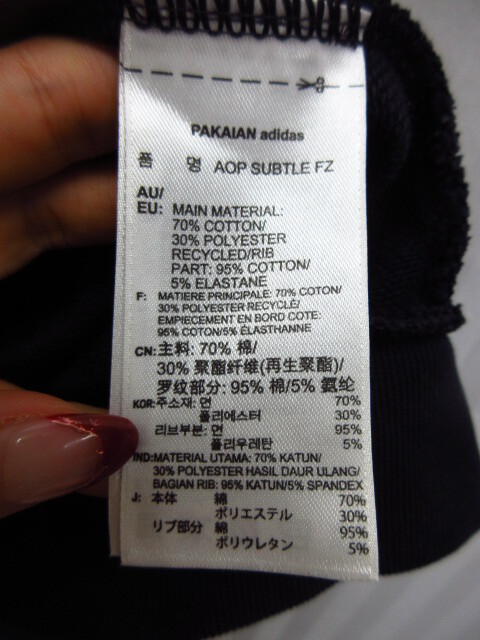 PAKAIAN adidas
품 명 AOP SUBTLE FZ
AU/
EU: MAIN MATERIAL:
70% COTTON/
30% POLYESTER
RECYCLED/RIB
PART: 95% COTTON/
5% ELASTANE
F: MATIERE PRINCIPALE: 70% COTON/
30% POLYESTER RECYCLÉ/
EMPIECEMENT EN BORD COTE:
95% COTON/5% ÉLASTHANNE
CN: 主料: 70% 棉/
30% 聚酯纤维(再生聚酯)/
罗纹部分: 95% 棉/5% 氨纶
KOR: 주소재: 면 70%
폴리에스터 30%
리브부분: 면 95%
폴리우레탄 5%
IND: MATERIAL UTAMA: 70% KATUN/
30% POLYESTER HASIL DAUR ULANG/
BAGIAN RIB: 95% KATUN/5% SPANDEX
J: 本体 綿 70%
ポリエステル 30%
リブ部分 綿 95%
ポリウレタン 5%